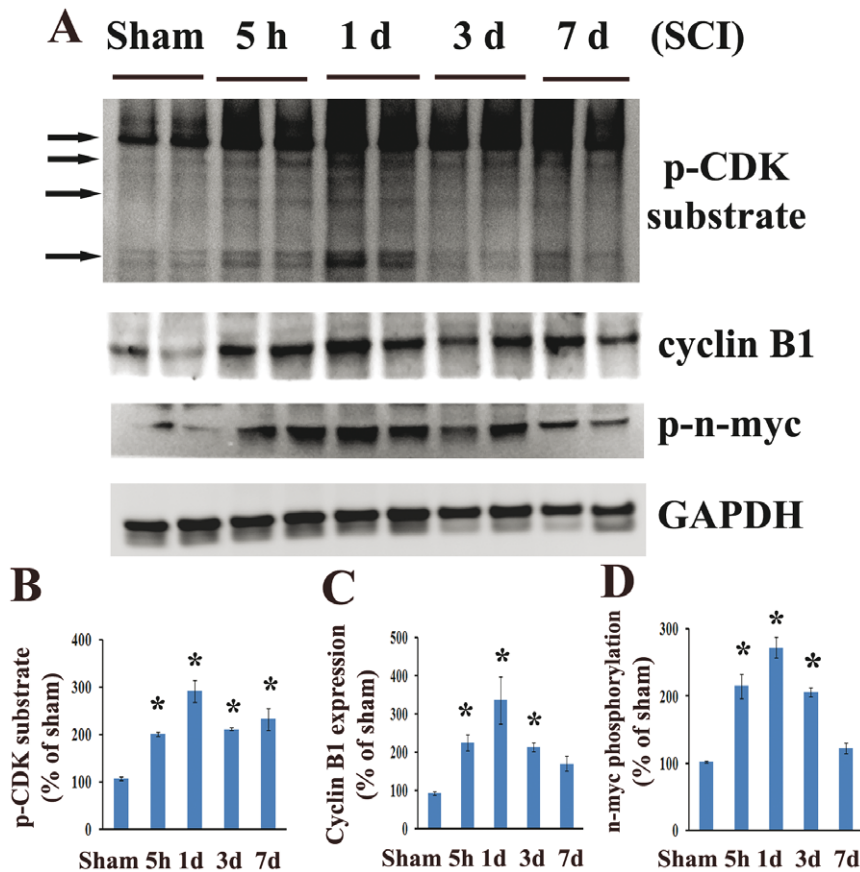 A
Sham 5 h 1 d 3 d 7 d (SCI)
p-CDK
substrate
cyclin B1
p-n-myc
GAPDH
B
p-CDK substrate
(% of sham)
400
300
200
100
0
* * * *
Sham 5h 1d 3d 7d
C
Cyclin B1 expression
(% of sham)
500
400
300
200
100
0
* * *
Sham 5h 1d 3d 7d
D
n-myc phosphorylation
(% of sham)
300
200
100
0
* * *
Sham 5h 1d 3d 7d